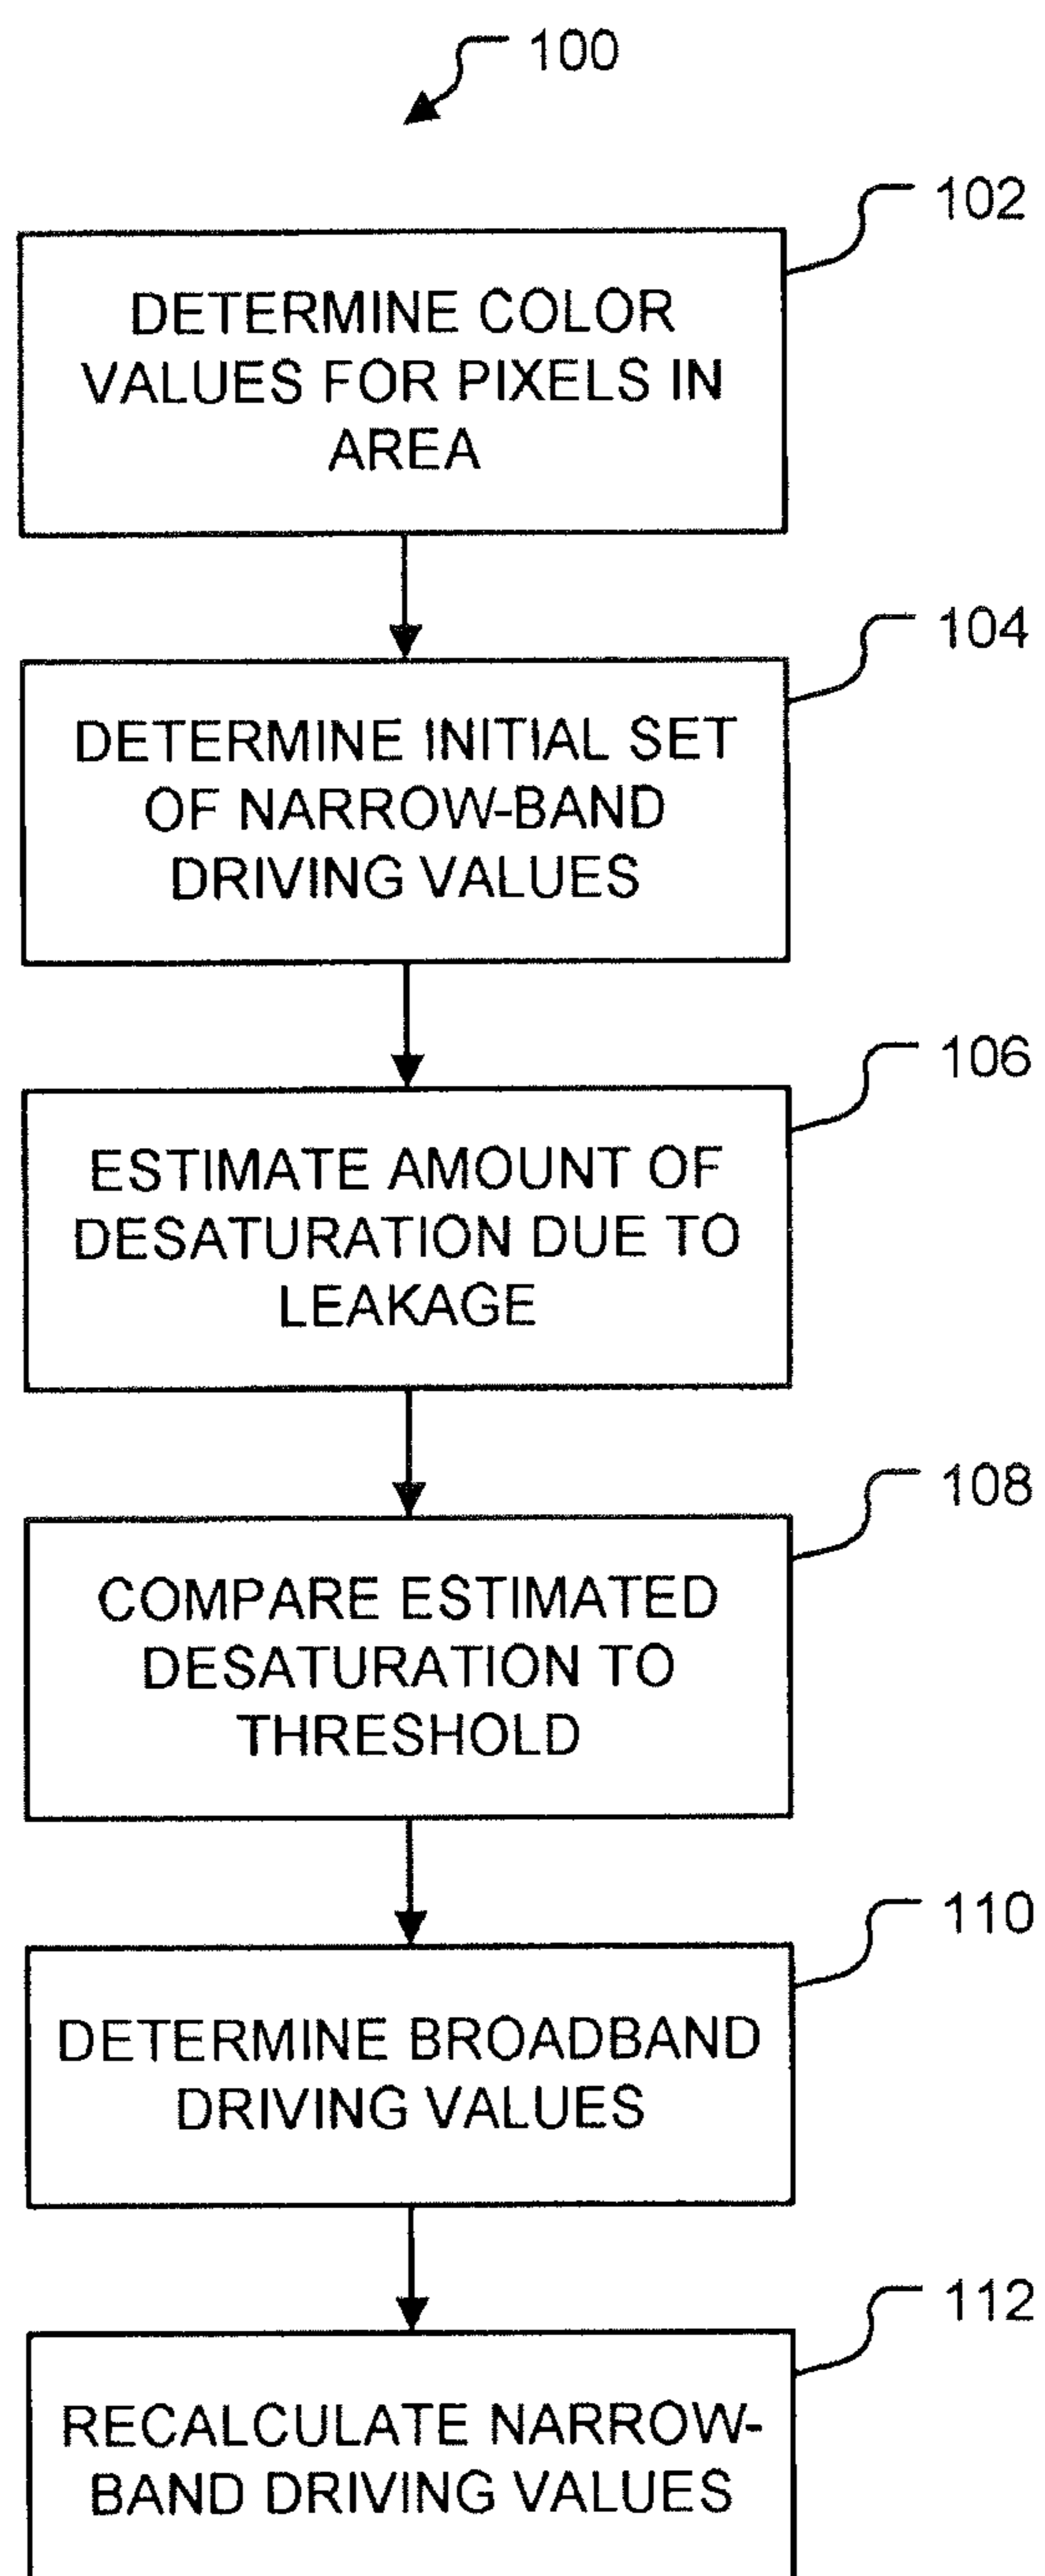 100
102
DETERMINE COLOR
VALUES FOR PIXELS IN
AREA
104
DETERMINE INITIAL SET
OF NARROW-BAND
DRIVING VALUES
106
ESTIMATE AMOUNT OF
DESATURATION DUE TO
LEAKAGE
108
COMPARE ESTIMATED
DESATURATION TO
THRESHOLD
110
DETERMINE BROADBAND
DRIVING VALUES
112
RECALCULATE NARROW-
BAND DRIVING VALUES